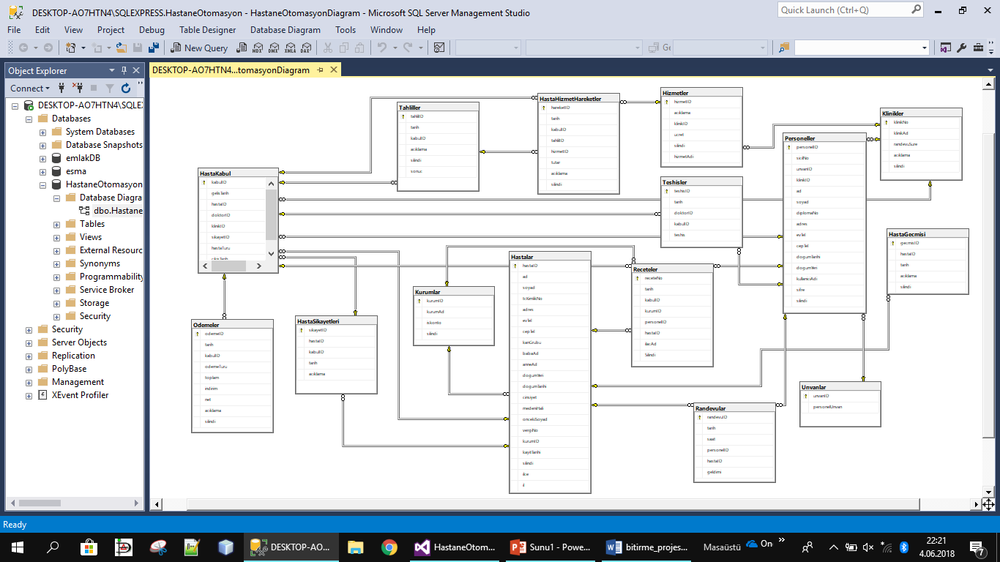 DESKTOP-AO7HTN4\SQLEXPRESS.HastaneOtomasyon - HastaneOtomasyonDiagram - Microsoft SQL Server Management Studio
Quick Launch (Ctrl+Q)
File Edit View Project Debug Table Designer Database Diagram Tools Window Help
New Query
MDX DMX XMLA DAX
Ge
Object Explorer
Connect
DESKTOP-AO7HTN4\SQLEX
Databases
System Databases
Database Snapshots
emlakDB
esma
HastaneOtomasyon
Database Diagra
dbo.Hastane
Tables
Views
External Resourc
Synonyms
Programmability
Service Broker
Storage
Security
Security
Server Objects
Replication
PolyBase
Management
XEvent Profiler
DESKTOP-AO7HTN4...tomasyonDiagram
HastaKabul
kabulID
gelisTarih
hastaID
doktorID
klinikID
sikayetID
hastaTuru
cikisTarih
Tahliller
tahlilID
tarih
kabulID
aciklama
silindi
sonuc
HastaHizmetHareketler
hareketID
tarih
kabulID
tahlilID
hizmetID
tutar
aciklama
silindi
Hizmetler
hizmetID
aciklama
klinikID
ucret
silindi
hizmetAdi
Klinikler
klinikNo
klinikAd
randevuSure
aciklama
silindi
Personeller
personelID
sicilNo
unvanID
klinikID
ad
soyad
diplomaNo
adres
evTel
cepTel
dogumTarihi
dogumYeri
kullaniciAdi
sifre
silindi
Teshisler
teshisID
tarih
doktorID
kabulID
teshis
HastaGecmisi
gecmisID
hastaID
tarih
aciklama
silindi
Hastalar
hastaID
ad
soyad
tcKimlikNo
adres
evTel
cepTel
kanGrubu
babaAd
anneAd
dogumYeri
dogumTarihi
cinsiyet
medeniHali
oncekiSoyad
vergiNo
kurumID
kayitTarihi
silindi
ilce
il
Receteler
receteNo
tarih
kabulID
kurumID
personelID
hastaID
ilacAd
Silindi
Kurumlar
kurumID
kurumAd
iskonto
silindi
Odemeler
odemeID
tarih
kabulID
odemeTuru
toplam
indirim
net
aciklama
silindi
HastaSikayetleri
sikayetID
hastaID
kabulID
tarih
aciklama
Unvanlar
unvanID
personelUnvan
Randevular
randevuID
tarih
saat
personelID
hastaID
geldimi
Ready
DESKTOP-AO...
HastaneOtom...
Sunu1 - Powe...
bitirme_projes...
Masaüstü
On
22:21
4.06.2018
7